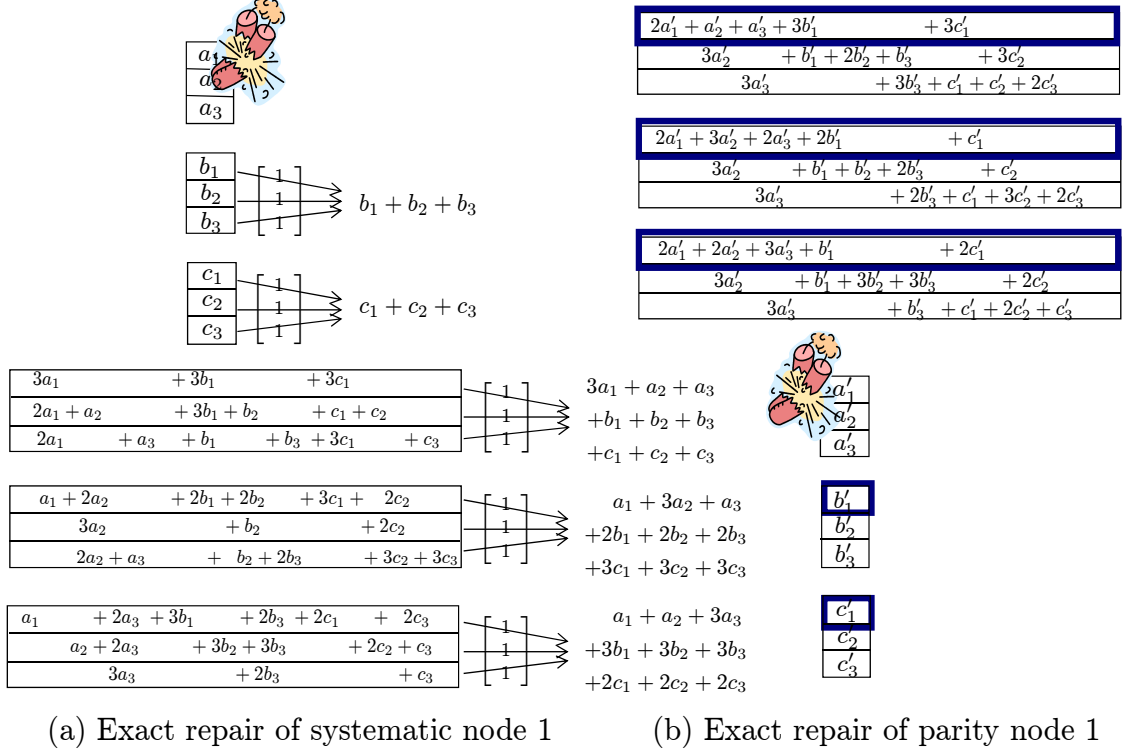 a₁
a₂
a₃
b₁
b₂
b₃
[1 1 1]
b₁ + b₂ + b₃
c₁
c₂
c₃
[1 1 1]
c₁ + c₂ + c₃
3a₁ + 3b₁ + 3c₁
2a₁ + a₂ + 3b₁ + b₂ + c₁ + c₂
2a₁ + a₃ + b₁ + b₃ + 3c₁ + c₃
[1 1 1]
3a₁ + a₂ + a₃
+b₁ + b₂ + b₃
+c₁ + c₂ + c₃
a₁ + 2a₂ + 2b₁ + 2b₂ + 3c₁ + 2c₂
3a₂ + b₂ + 2c₂
2a₂ + a₃ + b₂ + 2b₃ + 3c₂ + 3c₃
[1 1 1]
a₁ + 3a₂ + a₃
+2b₁ + 2b₂ + 2b₃
+3c₁ + 3c₂ + 3c₃
a₁ + 2a₃ + 3b₁ + 2b₃ + 2c₁ + 2c₃
a₂ + 2a₃ + 3b₂ + 3b₃ + 2c₂ + c₃
3a₃ + 2b₃ + c₃
[1 1 1]
a₁ + a₂ + 3a₃
+3b₁ + 3b₂ + 3b₃
+2c₁ + 2c₂ + 2c₃
(a) Exact repair of systematic node 1
2a′₁ + a′₂ + a′₃ + 3b′₁ + 3c′₁
3a′₂ + b′₁ + 2b′₂ + b′₃ + 3c′₂
3a′₃ + 3b′₃ + c′₁ + c′₂ + 2c′₃
2a′₁ + 3a′₂ + 2a′₃ + 2b′₁ + c′₁
3a′₂ + b′₁ + b′₂ + 2b′₃ + c′₂
3a′₃ + 2b′₃ + c′₁ + 3c′₂ + 2c′₃
2a′₁ + 2a′₂ + 3a′₃ + b′₁ + 2c′₁
3a′₂ + b′₁ + 3b′₂ + 3b′₃ + 2c′₂
3a′₃ + b′₃ + c′₁ + 2c′₂ + c′₃
a′₁
a′₂
a′₃
b′₁
b′₂
b′₃
c′₁
c′₂
c′₃
(b) Exact repair of parity node 1